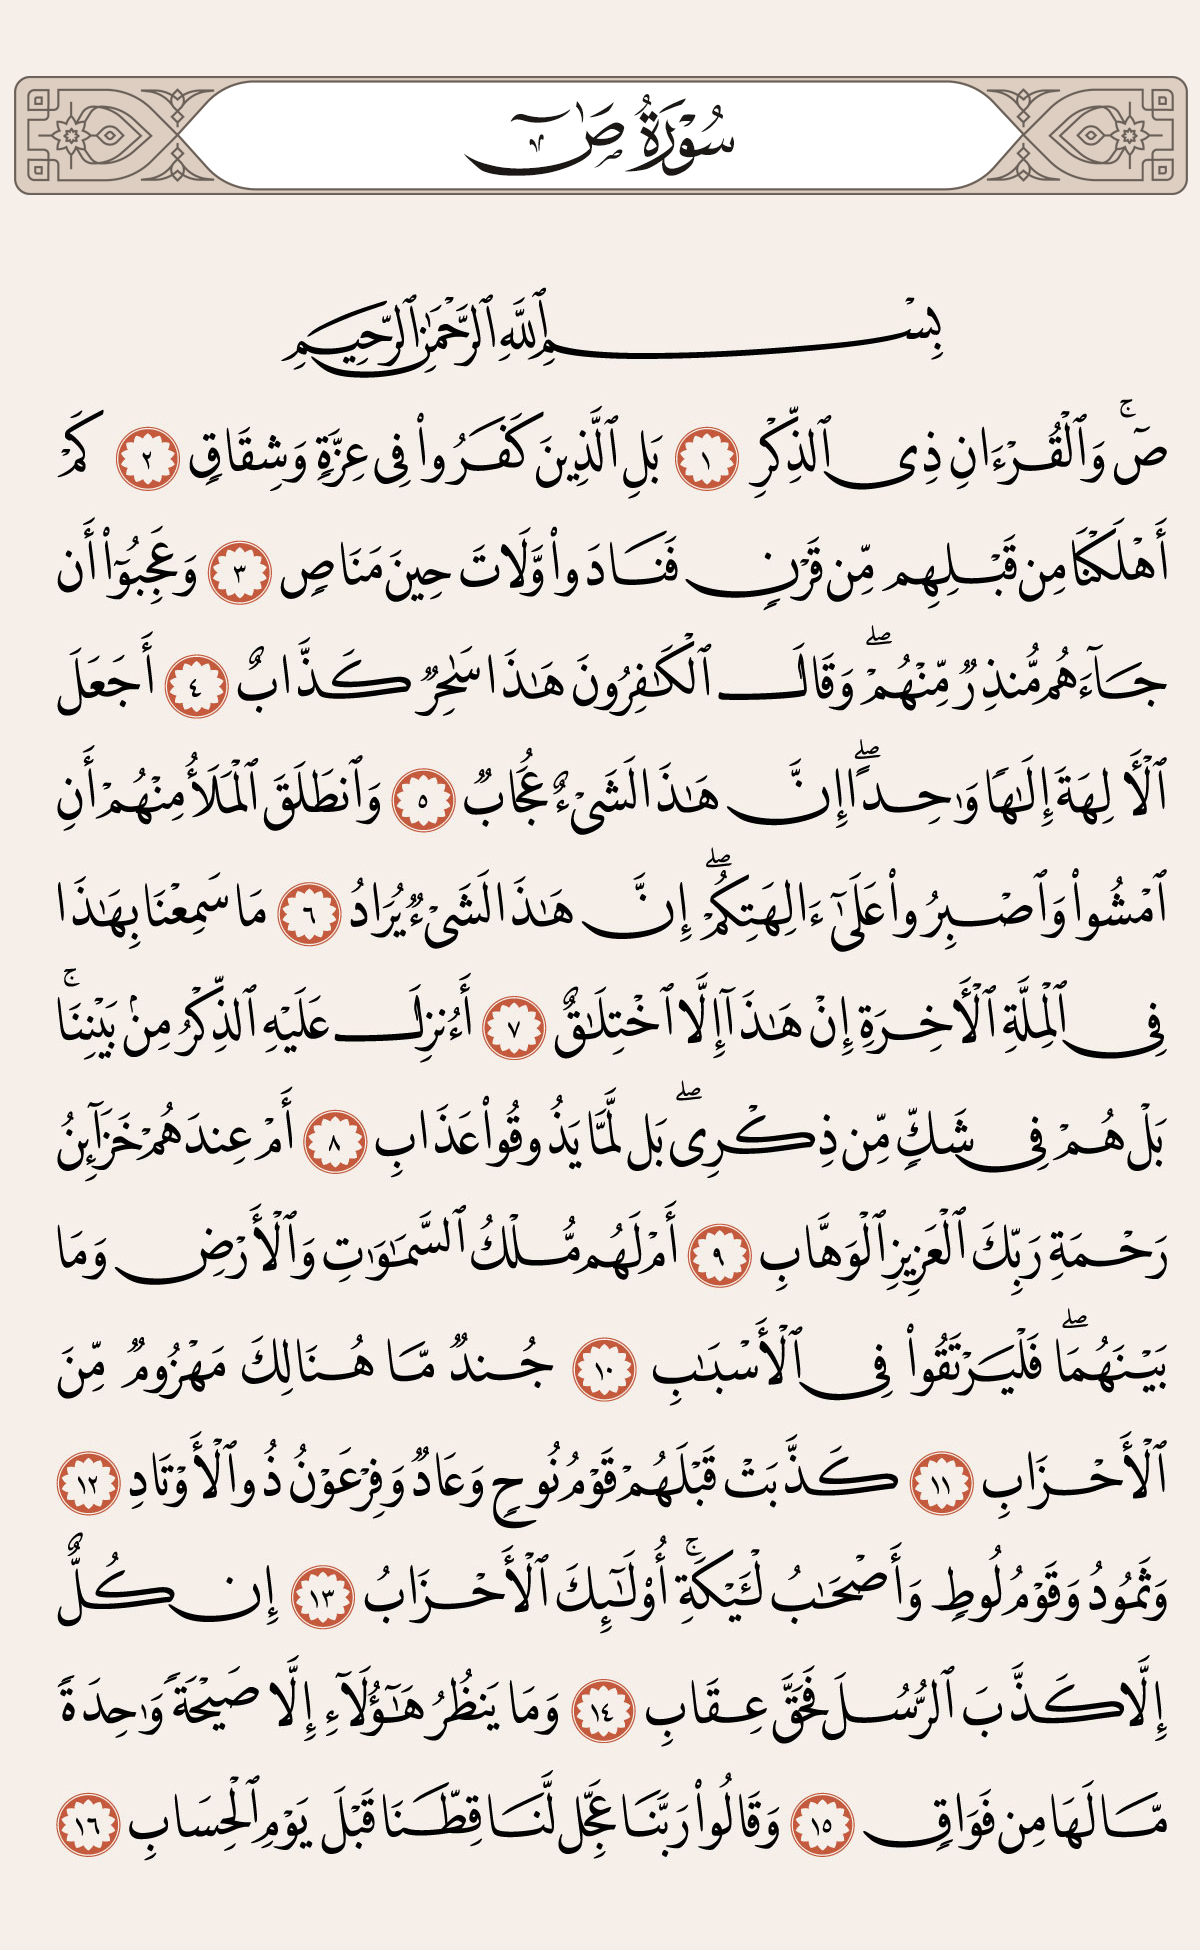 سُورَةُ صٓ
بِسۡمِ ٱللَّهِ ٱلرَّحۡمَٰنِ ٱلرَّحِيمِ
صٓۚ وَٱلۡقُرۡءَانِ ذِي ٱلذِّكۡرِ ١ بَلِ ٱلَّذِينَ كَفَرُواْ فِي عِزَّةٖ وَشِقَاقٖ ٢ كَمۡ
أَهۡلَكۡنَا مِن قَبۡلِهِم مِّن قَرۡنٖ فَنَادَواْ وَّلَاتَ حِينَ مَنَاصٖ ٣ وَعَجِبُوٓاْ أَن
جَآءَهُم مُّنذِرٞ مِّنۡهُمۡۖ وَقَالَ ٱلۡكَٰفِرُونَ هَٰذَا سَٰحِرٞ كَذَّابٌ ٤ أَجَعَلَ
ٱلۡأٓلِهَةَ إِلَٰهٗا وَٰحِدًاۖ إِنَّ هَٰذَا لَشَيۡءٌ عُجَابٞ ٥ وَٱنطَلَقَ ٱلۡمَلَأُ مِنۡهُمۡ أَنِ
ٱمۡشُواْ وَٱصۡبِرُواْ عَلَىٰٓ ءَالِهَتِكُمۡۖ إِنَّ هَٰذَا لَشَيۡءٞ يُرَادُ ٦ مَا سَمِعۡنَا بِهَٰذَا
فِي ٱلۡمِلَّةِ ٱلۡأٓخِرَةِ إِنۡ هَٰذَآ إِلَّا ٱخۡتِلَٰقٌ ٧ أَءُنزِلَ عَلَيۡهِ ٱلذِّكۡرُ مِنۢ بَيۡنِنَاۚ
بَلۡ هُمۡ فِي شَكّٖ مِّن ذِكۡرِيۖ بَل لَّمَّا يَذُوقُواْ عَذَابِ ٨ أَمۡ عِندَهُمۡ خَزَآئِنُ
رَحۡمَةِ رَبِّكَ ٱلۡعَزِيزِ ٱلۡوَهَّابِ ٩ أَمۡ لَهُم مُّلۡكُ ٱلسَّمَٰوَٰتِ وَٱلۡأَرۡضِ وَمَا
بَيۡنَهُمَاۖ فَلۡيَرۡتَقُواْ فِي ٱلۡأَسۡبَٰبِ ١٠ جُندٞ مَّا هُنَالِكَ مَهۡزُومٞ مِّنَ
ٱلۡأَحۡزَابِ ١١ كَذَّبَتۡ قَبۡلَهُمۡ قَوۡمُ نُوحٖ وَعَادٞ وَفِرۡعَوۡنُ ذُو ٱلۡأَوۡتَادِ ١٢
وَثَمُودُ وَقَوۡمُ لُوطٖ وَأَصۡحَٰبُ لۡـَٔيۡكَةِۚ أُوْلَٰٓئِكَ ٱلۡأَحۡزَابُ ١٣ إِن كُلٌّ
إِلَّا كَذَّبَ ٱلرُّسُلَ فَحَقَّ عِقَابِ ١٤ وَمَا يَنظُرُ هَٰٓؤُلَآءِ إِلَّا صَيۡحَةٗ وَٰحِدَةٗ
مَّا لَهَا مِن فَوَاقٖ ١٥ وَقَالُواْ رَبَّنَا عَجِّل لَّنَا قِطَّنَا قَبۡلَ يَوۡمِ ٱلۡحِسَابِ ١٦